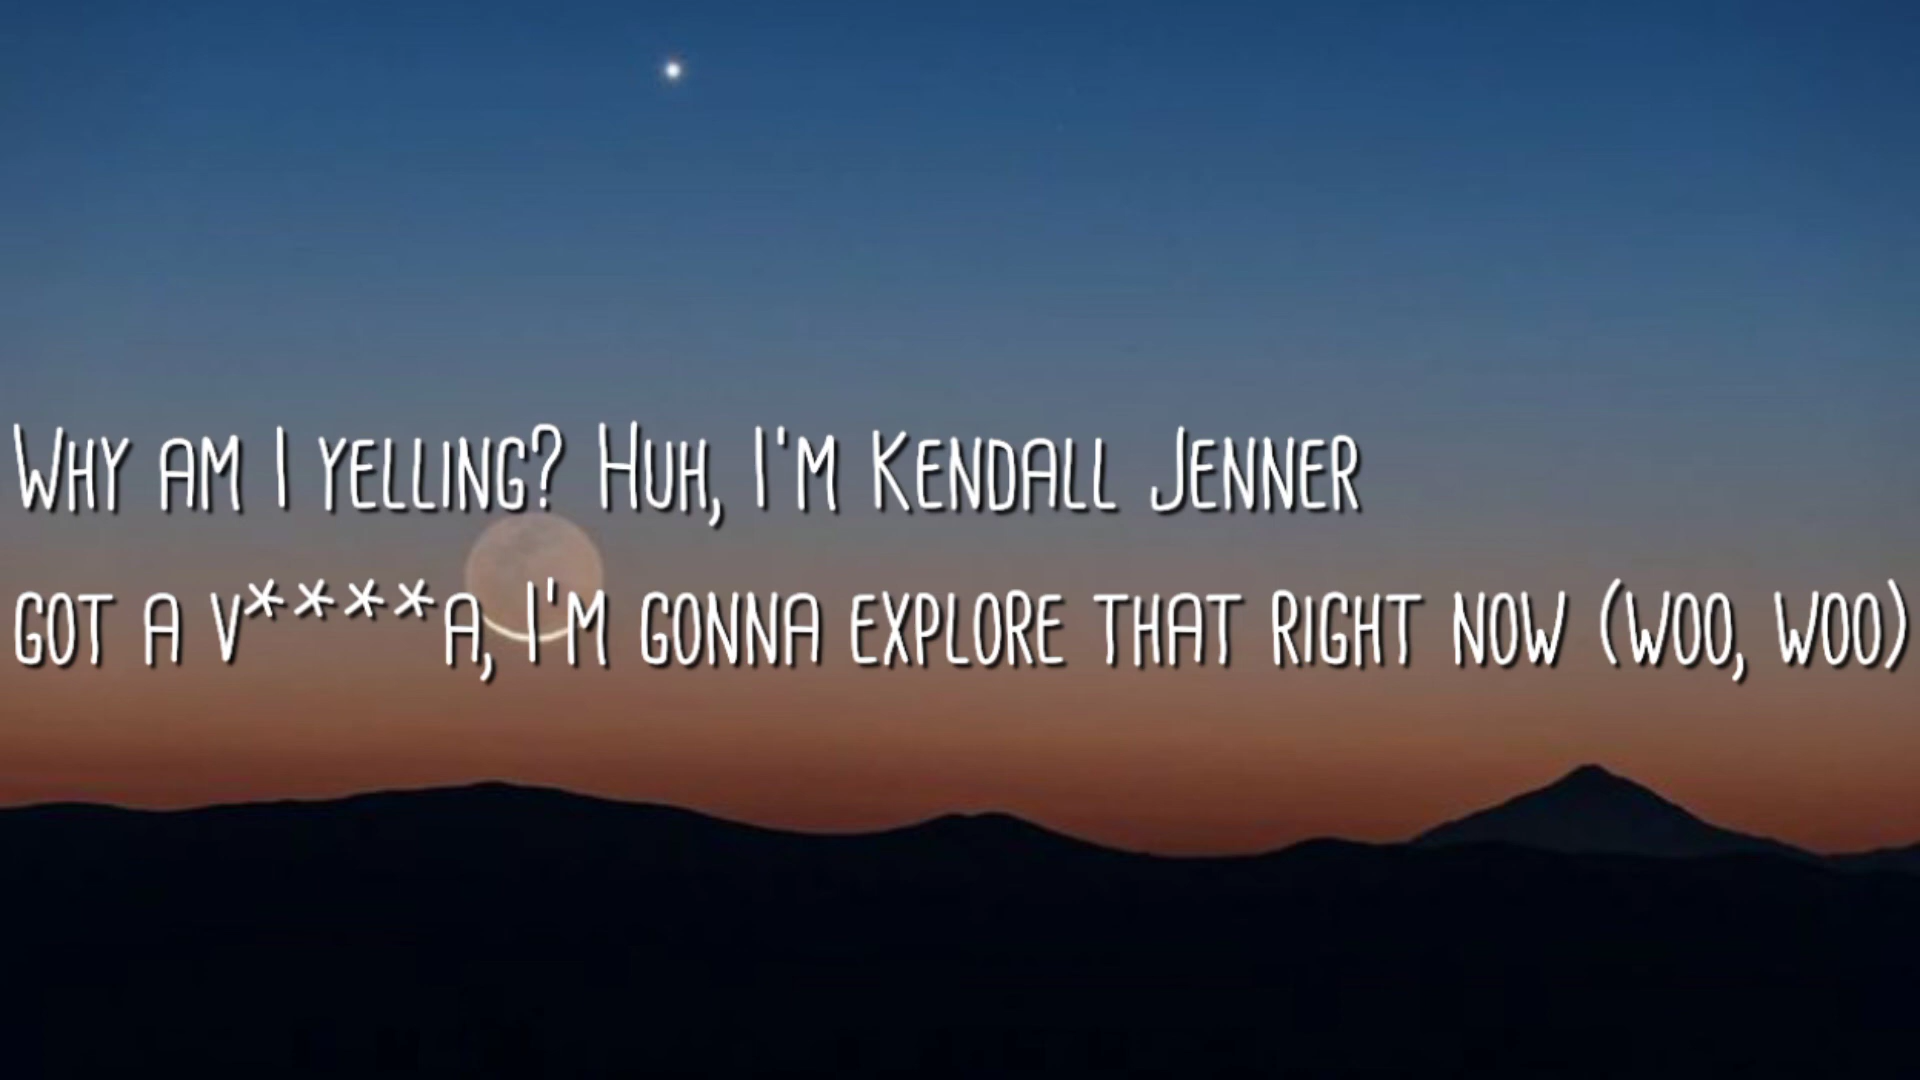 Why am I yelling? Huh, I'm Kendall Jenner
got a v****a, I'm gonna explore that right now (woo, woo)